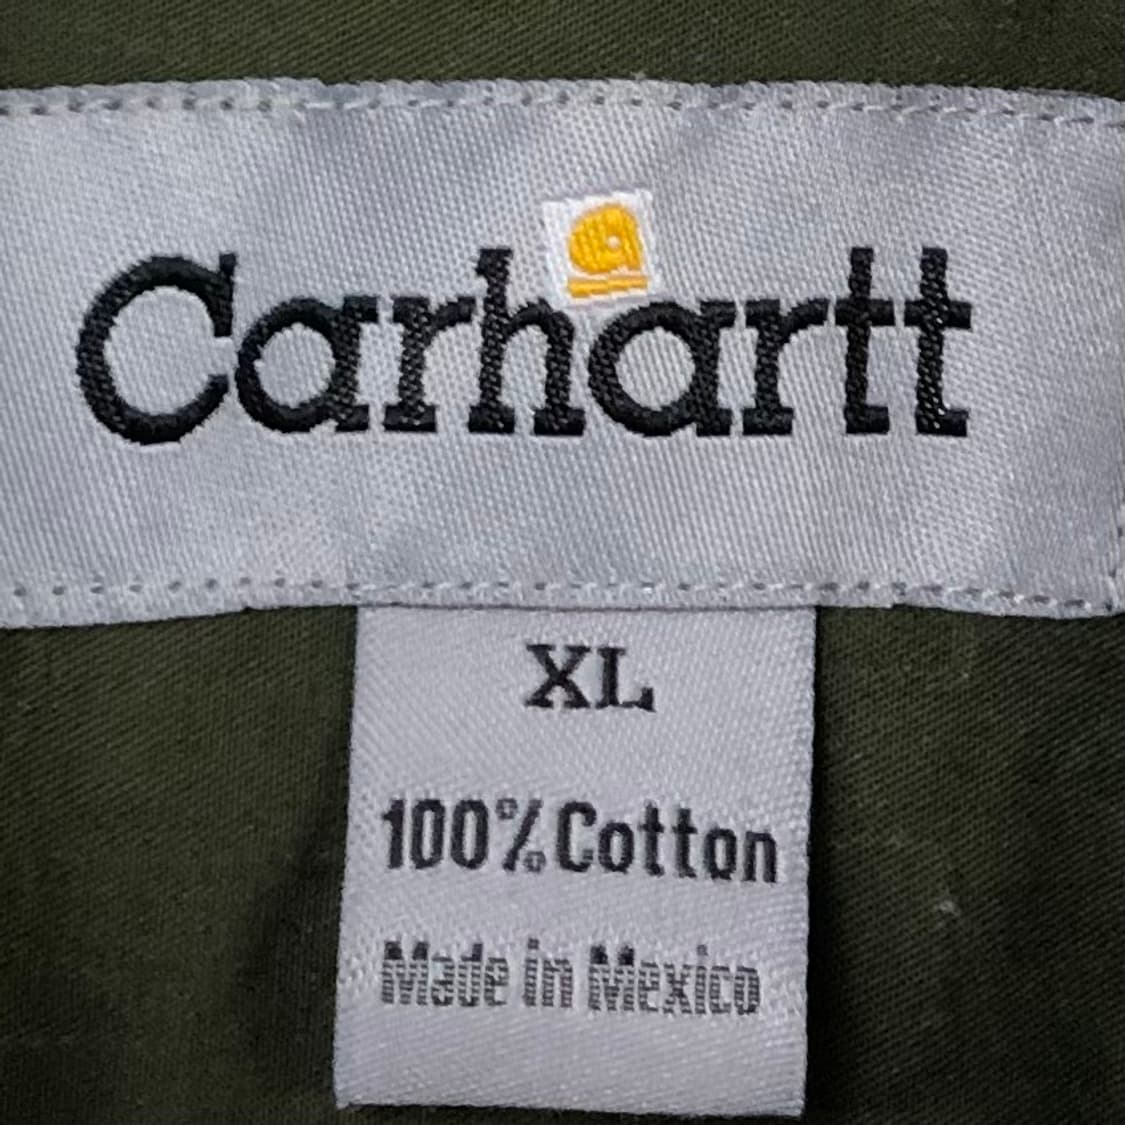 Carhartt
XL
100% Cotton
Made in Mexico